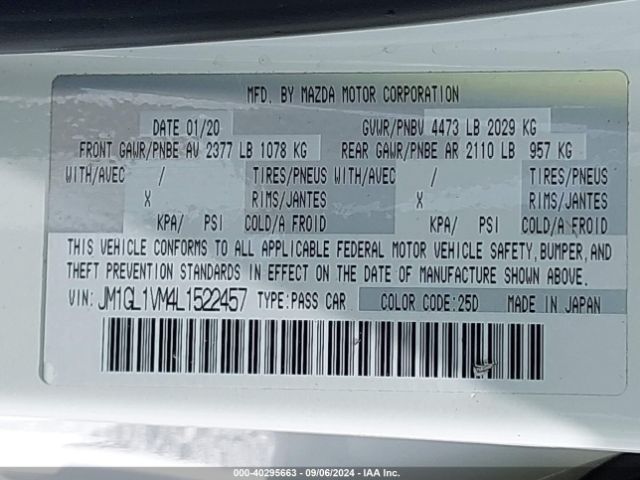 MFD. BY MAZDA MOTOR CORPORATION
DATE 01/20 GVWR/PNBV 4473 LB 2029 KG
FRONT GAWR/PNBE AV 2377 LB 1078 KG REAR GAWR/PNBE AR 2110 LB 957 KG
WITH/AVEC / TIRES/PNEUS WITH/AVEC / TIRES/PNEUS
X RIMS/JANTES X RIMS/JANTES
KPA/ PSI COLD/A FROID KPA/ PSI COLD/A FROID
THIS VEHICLE CONFORMS TO ALL APPLICABLE FEDERAL MOTOR VEHICLE SAFETY, BUMPER, AND
THEFT PREVENTION STANDARDS IN EFFECT ON THE DATE OF MANUFACTURE SHOWN ABOVE.
VIN: JM1GL1VM4L1522457 TYPE: PASS CAR COLOR CODE: 25D MADE IN JAPAN
000-40295663 - 09/06/2024 - IAA Inc.